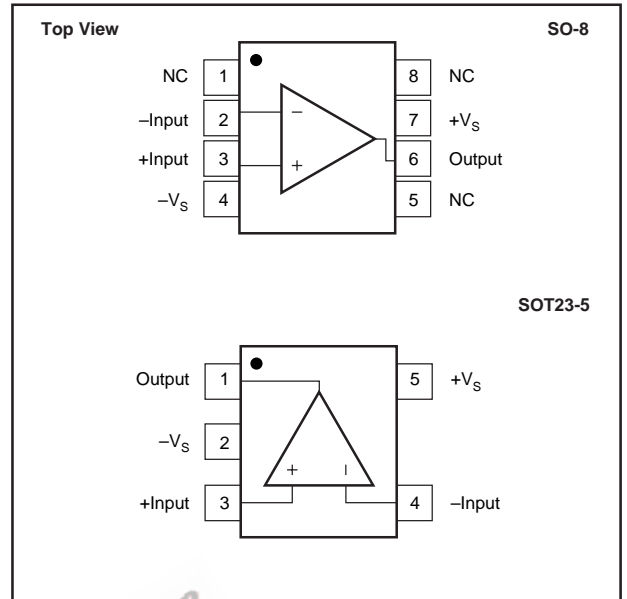 Top View SO-8
NC 1 8 NC
–Input 2 – 7 +VS
+Input 3 + 6 Output
–VS 4 5 NC
SOT23-5
Output 1 5 +VS
–VS 2
+ –
+Input 3 4 –Input